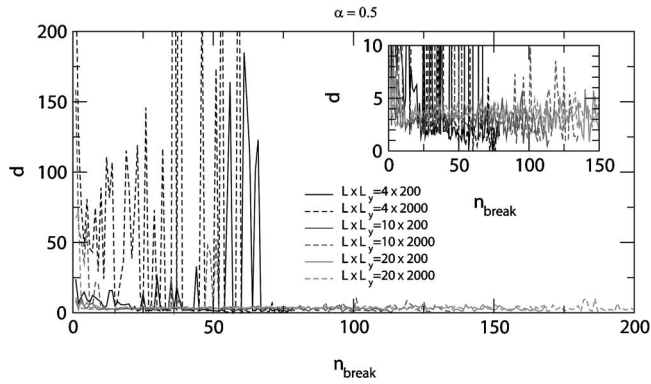 α = 0.5
200
150
100
50
0
d
0
50
100
150
200
n_break
10
5
0
d
0
50
100
150
n_break
L x L_y=4 x 200
L x L_y=4 x 2000
L x L_y=10 x 200
L x L_y=10 x 2000
L x L_y=20 x 200
L x L_y=20 x 2000